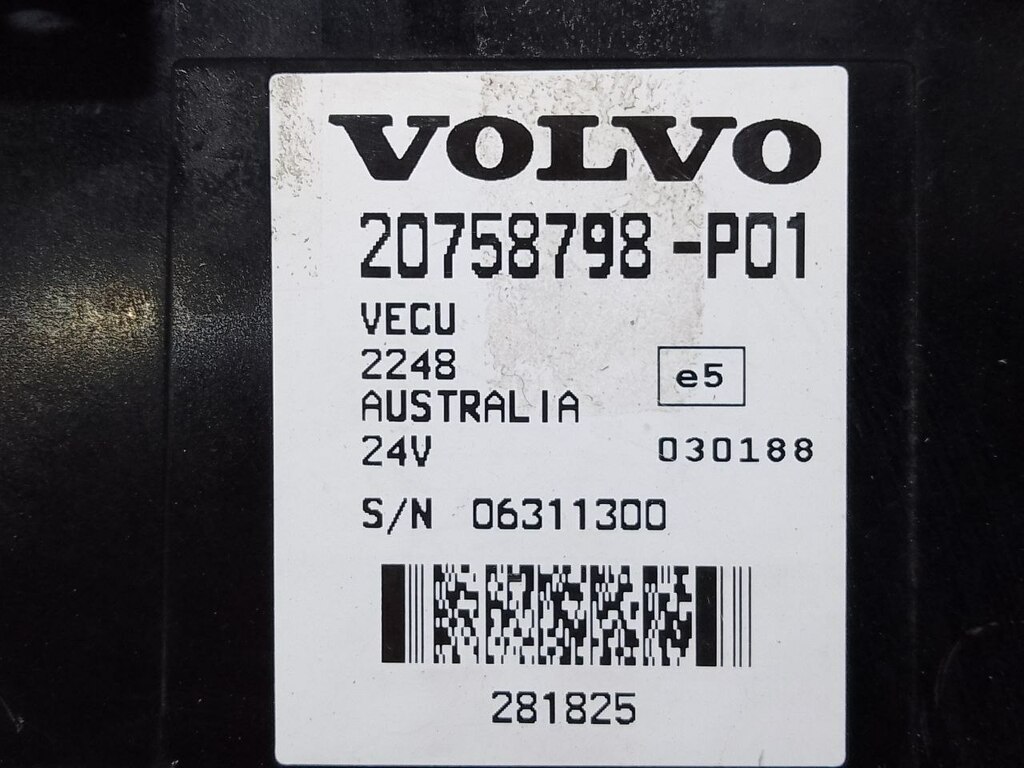 VOLVO
20758798-P01
VECU
2248
e5
AUSTRALIA
24V 030188
S/N 06311300
281825